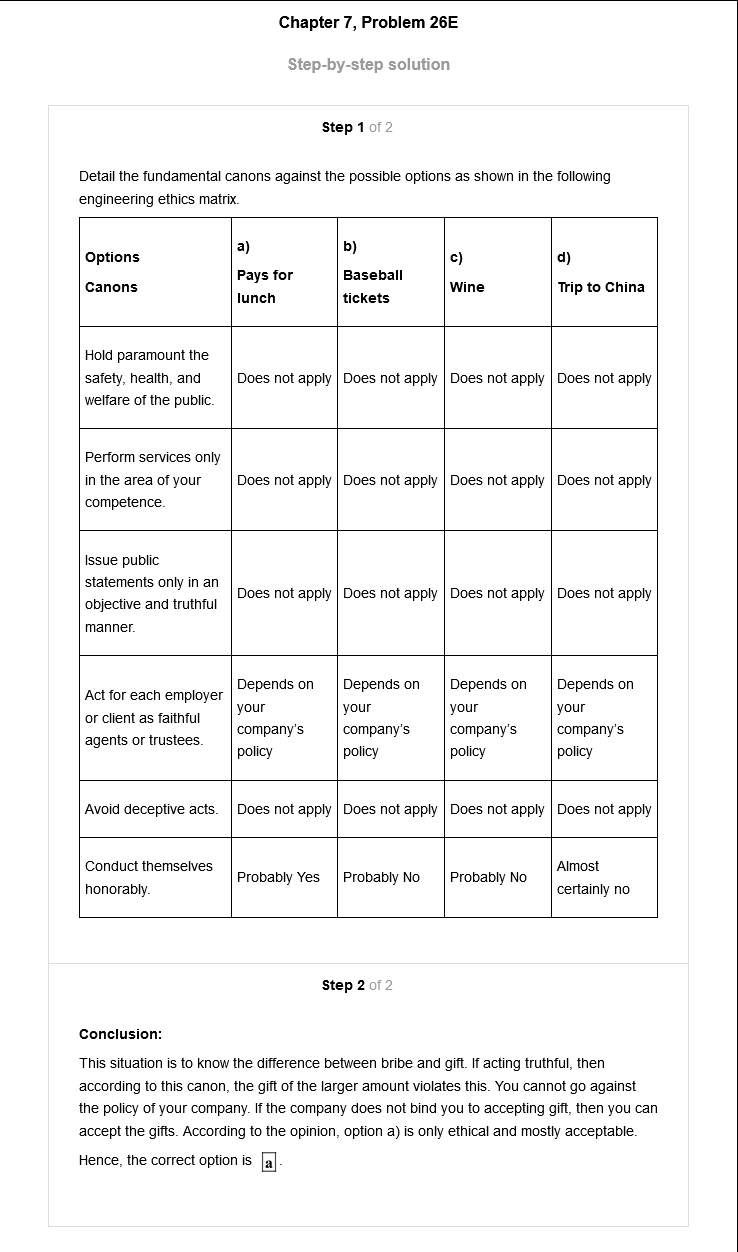 Chapter 7, Problem 26E
Step-by-step solution
Step 1 of 2
Detail the fundamental canons against the possible options as shown in the following
engineering ethics matrix.
Options
Canons
a)
Pays for
lunch
b)
Baseball
tickets
c)
Wine
d)
Trip to China
Hold paramount the
safety, health, and
welfare of the public.
Does not apply Does not apply Does not apply Does not apply
Perform services only
in the area of your
competence.
Does not apply Does not apply Does not apply Does not apply
Issue public
statements only in an
objective and truthful
manner.
Does not apply Does not apply Does not apply Does not apply
Act for each employer
or client as faithful
agents or trustees.
Depends on
your
company's
policy
Depends on
your
company's
policy
Depends on
your
company's
policy
Depends on
your
company's
policy
Avoid deceptive acts. Does not apply Does not apply Does not apply Does not apply
Conduct themselves
honorably.
Probably Yes
Probably No
Probably No
Almost
certainly no
Step 2 of 2
Conclusion:
This situation is to know the difference between bribe and gift. If acting truthful, then
according to this canon, the gift of the larger amount violates this. You cannot go against
the policy of your company. If the company does not bind you to accepting gift, then you can
accept the gifts. According to the opinion, option a) is only ethical and mostly acceptable.
Hence, the correct option is a.